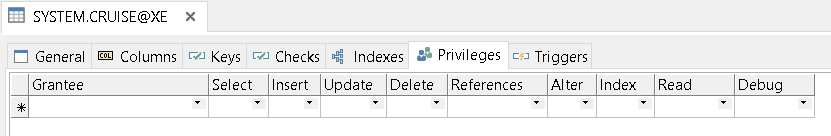 SYSTEM.CRUISE@XE
General Columns Keys Checks Indexes Privileges Triggers
Grantee Select Insert Update Delete References Alter Index Read Debug